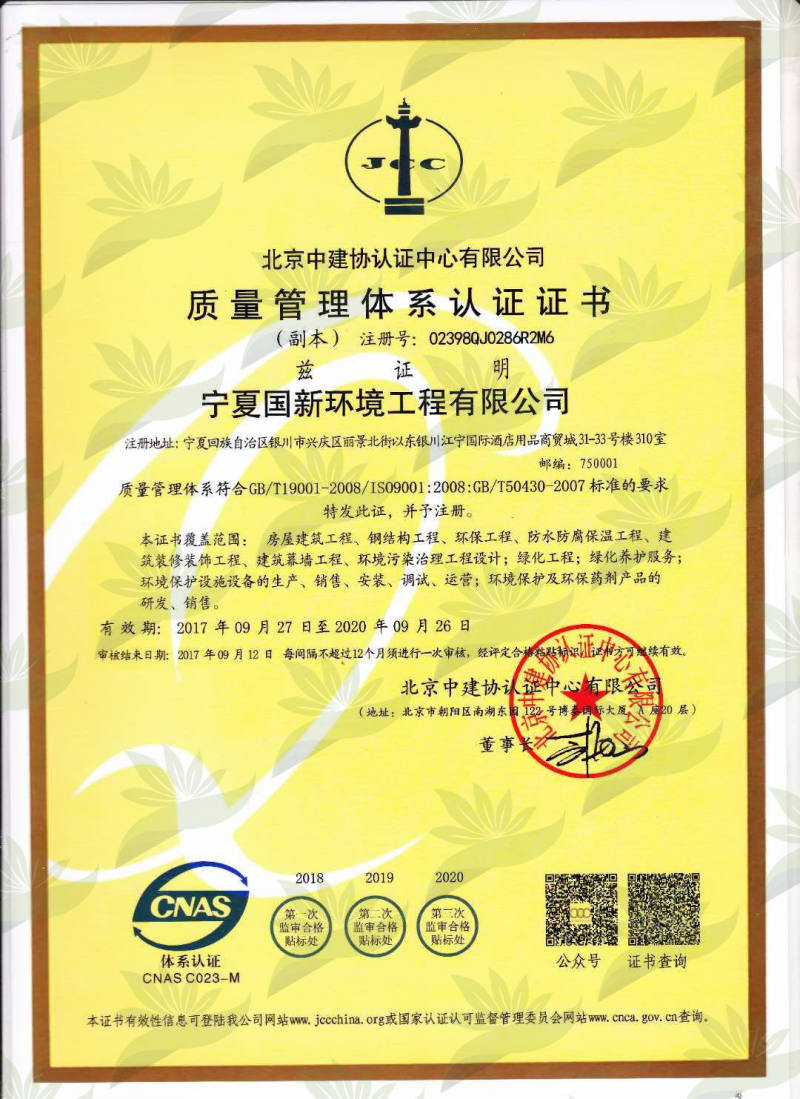 JCC
北京中建协认证中心有限公司
质量管理体系认证证书
（副本） 注册号：02398QJ0286R2M6
兹 证 明
宁夏国新环境工程有限公司
注册地址：宁夏回族自治区银川市兴庆区丽景北街以东银川江宁国际酒店用品商贸城31-33号楼310室
邮编：750001
质量管理体系符合GB/T19001-2008/ISO9001:2008:GB/T50430-2007标准的要求
特发此证，并予注册。
本证书覆盖范围： 房屋建筑工程、钢结构工程、环保工程、防水防腐保温工程、建
筑装修装饰工程、建筑幕墙工程、环境污染治理工程设计；绿化工程；绿化养护服务；
环境保护设施设备的生产、销售、安装、调试、运营；环境保护及环保药剂产品的
研发、销售。
有效期：2017年09月27日至2020年09月26日
审核结束日期：2017年09月12日 每间隔不超过12个月须进行一次审核，经评定合格粘贴标识，证书方可继续有效。
北京中建协认证中心有限公司
（地址：北京市朝阳区南湖东园122号博泰国际大厦A座20层）
董事长
北京中建协认证中心有限公司
CNAS
体系认证
CNAS C023-M
2018 2019 2020
第一次 第二次 第三次
监审合格 监审合格 监审合格
贴标处 贴标处 贴标处
公众号 证书查询
本证书有效性信息可登陆我公司网站www.jccchina.org或国家认证认可监督管理委员会网站www.cnca.gov.cn查询。